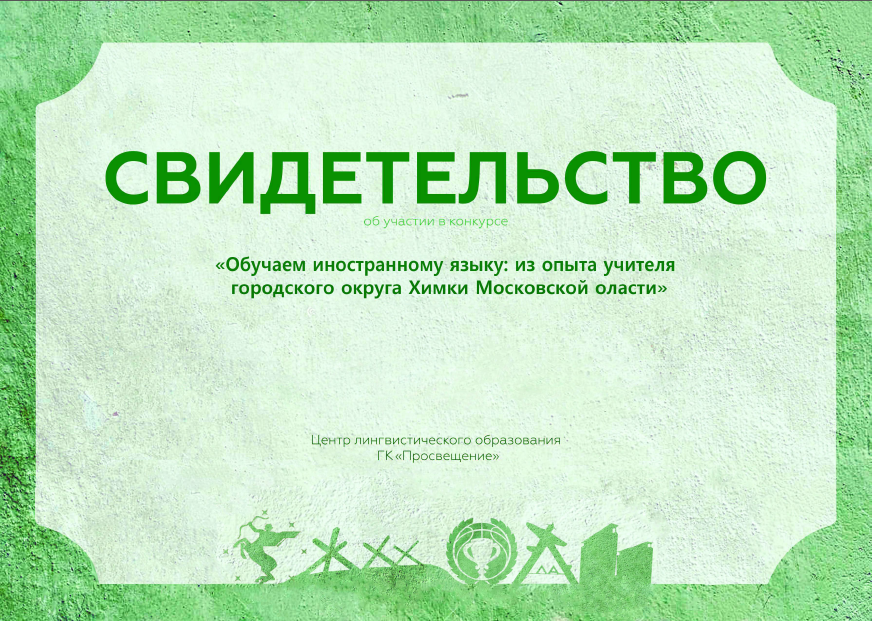 СВИДЕТЕЛЬСТВО
об участии в конкурсе
«Обучаем иностранному языку: из опыта учителя
городского округа Химки Московской оласти»
Центр лингвистического образования
ГК «Просвещение»